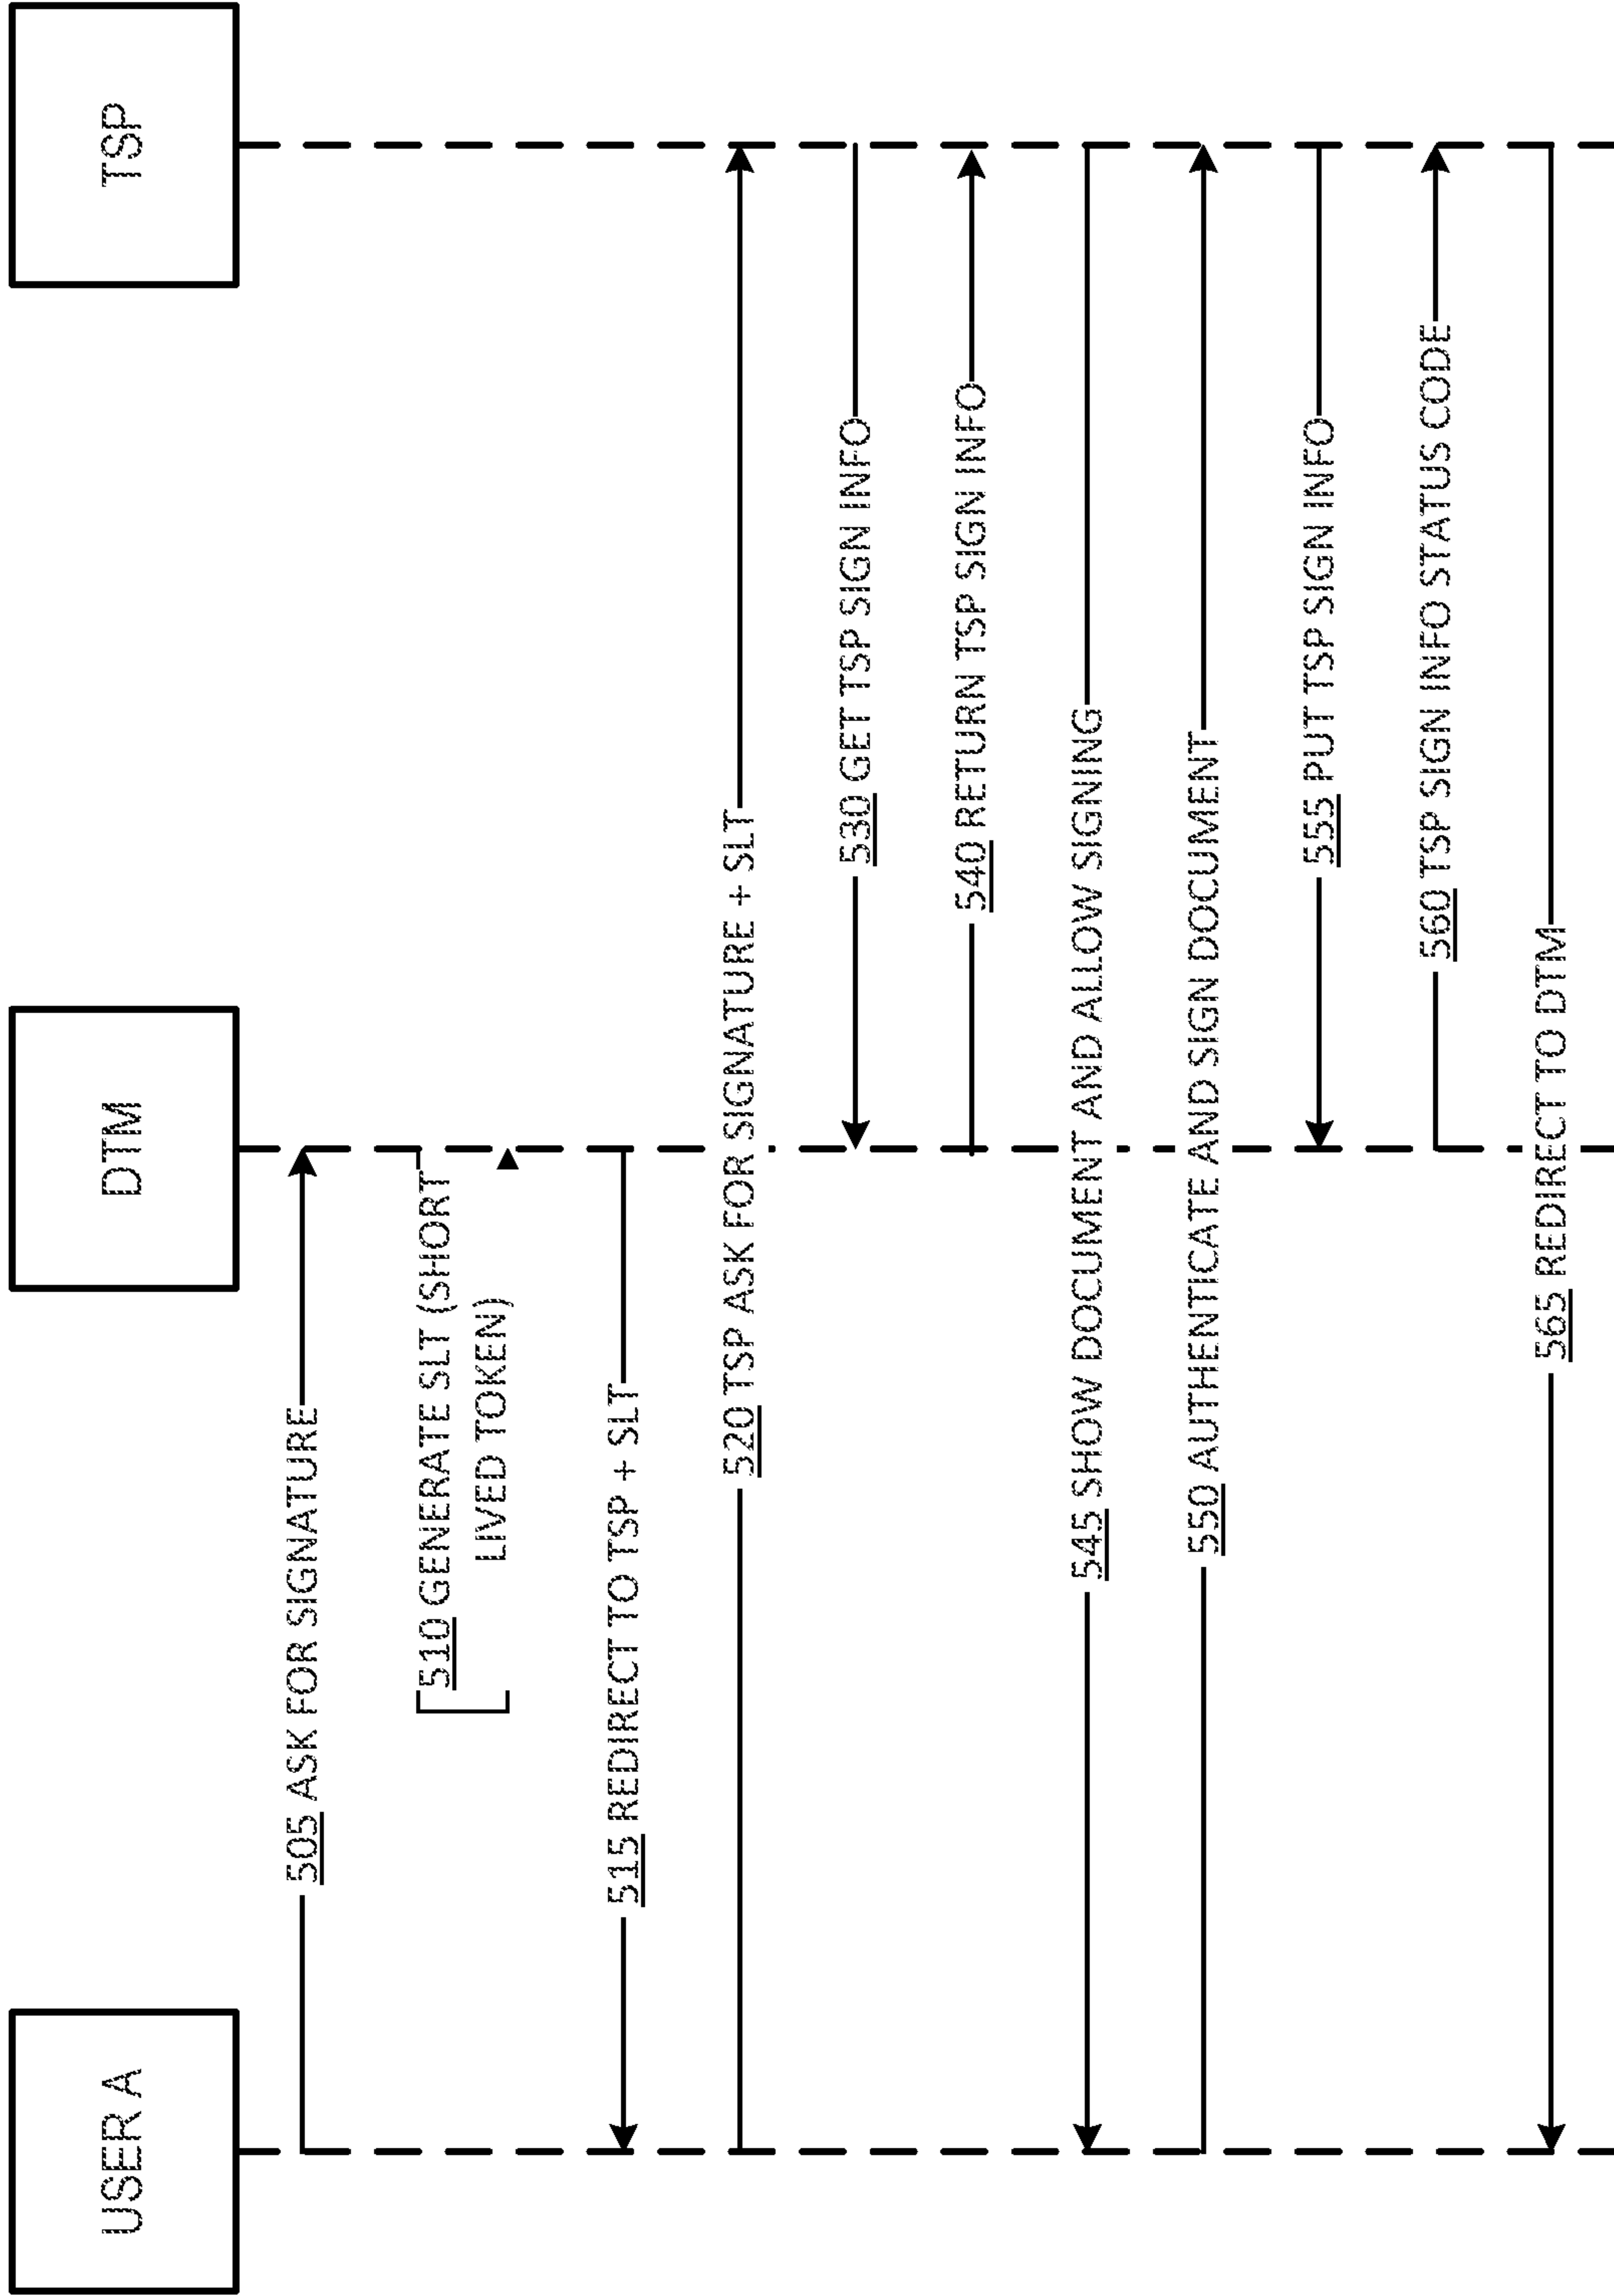 USER A
DTM
TSP
505 ASK FOR SIGNATURE
510 GENERATE SLT (SHORT
LIVED TOKEN)
515 REDIRECT TO TSP + SLT
520 TSP ASK FOR SIGNATURE + SLT
530 GET TSP SIGN INFO
540 RETURN TSP SIGN INFO
545 SHOW DOCUMENT AND ALLOW SIGNING
550 AUTHENTICATE AND SIGN DOCUMENT
555 PUT TSP SIGN INFO
560 TSP SIGN INFO STATUS CODE
565 REDIRECT TO DTM